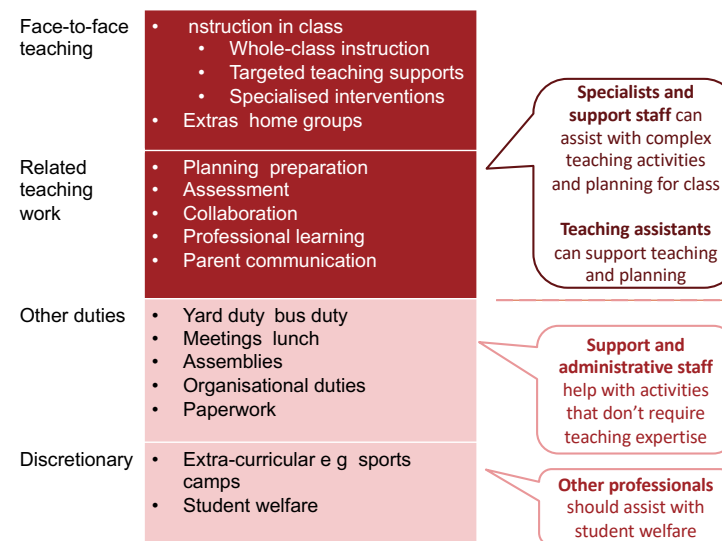 Face-to-face
teaching
• nstruction in class
• Whole-class instruction
• Targeted teaching supports
• Specialised interventions
• Extras home groups
Related
teaching
work
• Planning preparation
• Assessment
• Collaboration
• Professional learning
• Parent communication
Specialists and
support staff can
assist with complex
teaching activities
and planning for class
Teaching assistants
can support teaching
and planning
Other duties
• Yard duty bus duty
• Meetings lunch
• Assemblies
• Organisational duties
• Paperwork
Support and
administrative staff
help with activities
that don't require
teaching expertise
Discretionary
• Extra-curricular e g sports
camps
• Student welfare
Other professionals
should assist with
student welfare